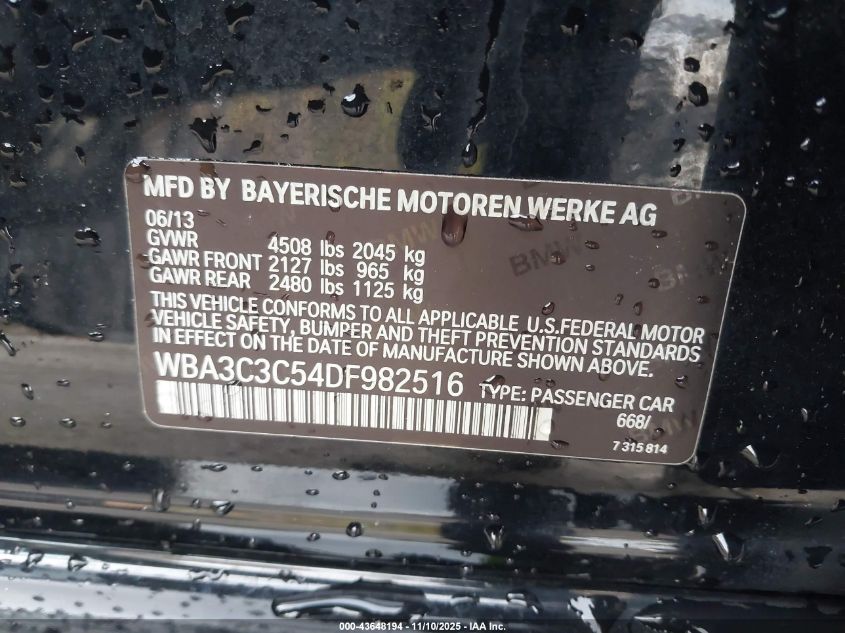 MFD BY BAYERISCHE MOTOREN WERKE AG
06/13
GVWR 4508 lbs 2045 kg
GAWR FRONT 2127 lbs 965 kg
GAWR REAR 2480 lbs 1125 kg
THIS VEHICLE CONFORMS TO ALL APPLICABLE U.S.FEDERAL MOTOR
VEHICLE SAFETY, BUMPER AND THEFT PREVENTION STANDARDS
IN EFFECT ON THE DATE OF MANUFACTURE SHOWN ABOVE.
WBA3C3C54DF982516 TYPE: PASSENGER CAR
668/
7 315 814
BMW
BMW
BMW
000-43648194 - 11/10/2025 - IAA Inc.